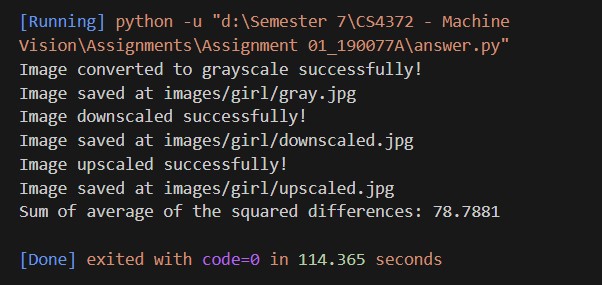 [Running] python -u "d:\Semester 7\CS4372 - Machine
Vision\Assignments\Assignment 01_190077A\answer.py"
Image converted to grayscale successfully!
Image saved at images/girl/gray.jpg
Image downscaled successfully!
Image saved at images/girl/downscaled.jpg
Image upscaled successfully!
Image saved at images/girl/upscaled.jpg
Sum of average of the squared differences: 78.7881
[Done] exited with code=0 in 114.365 seconds